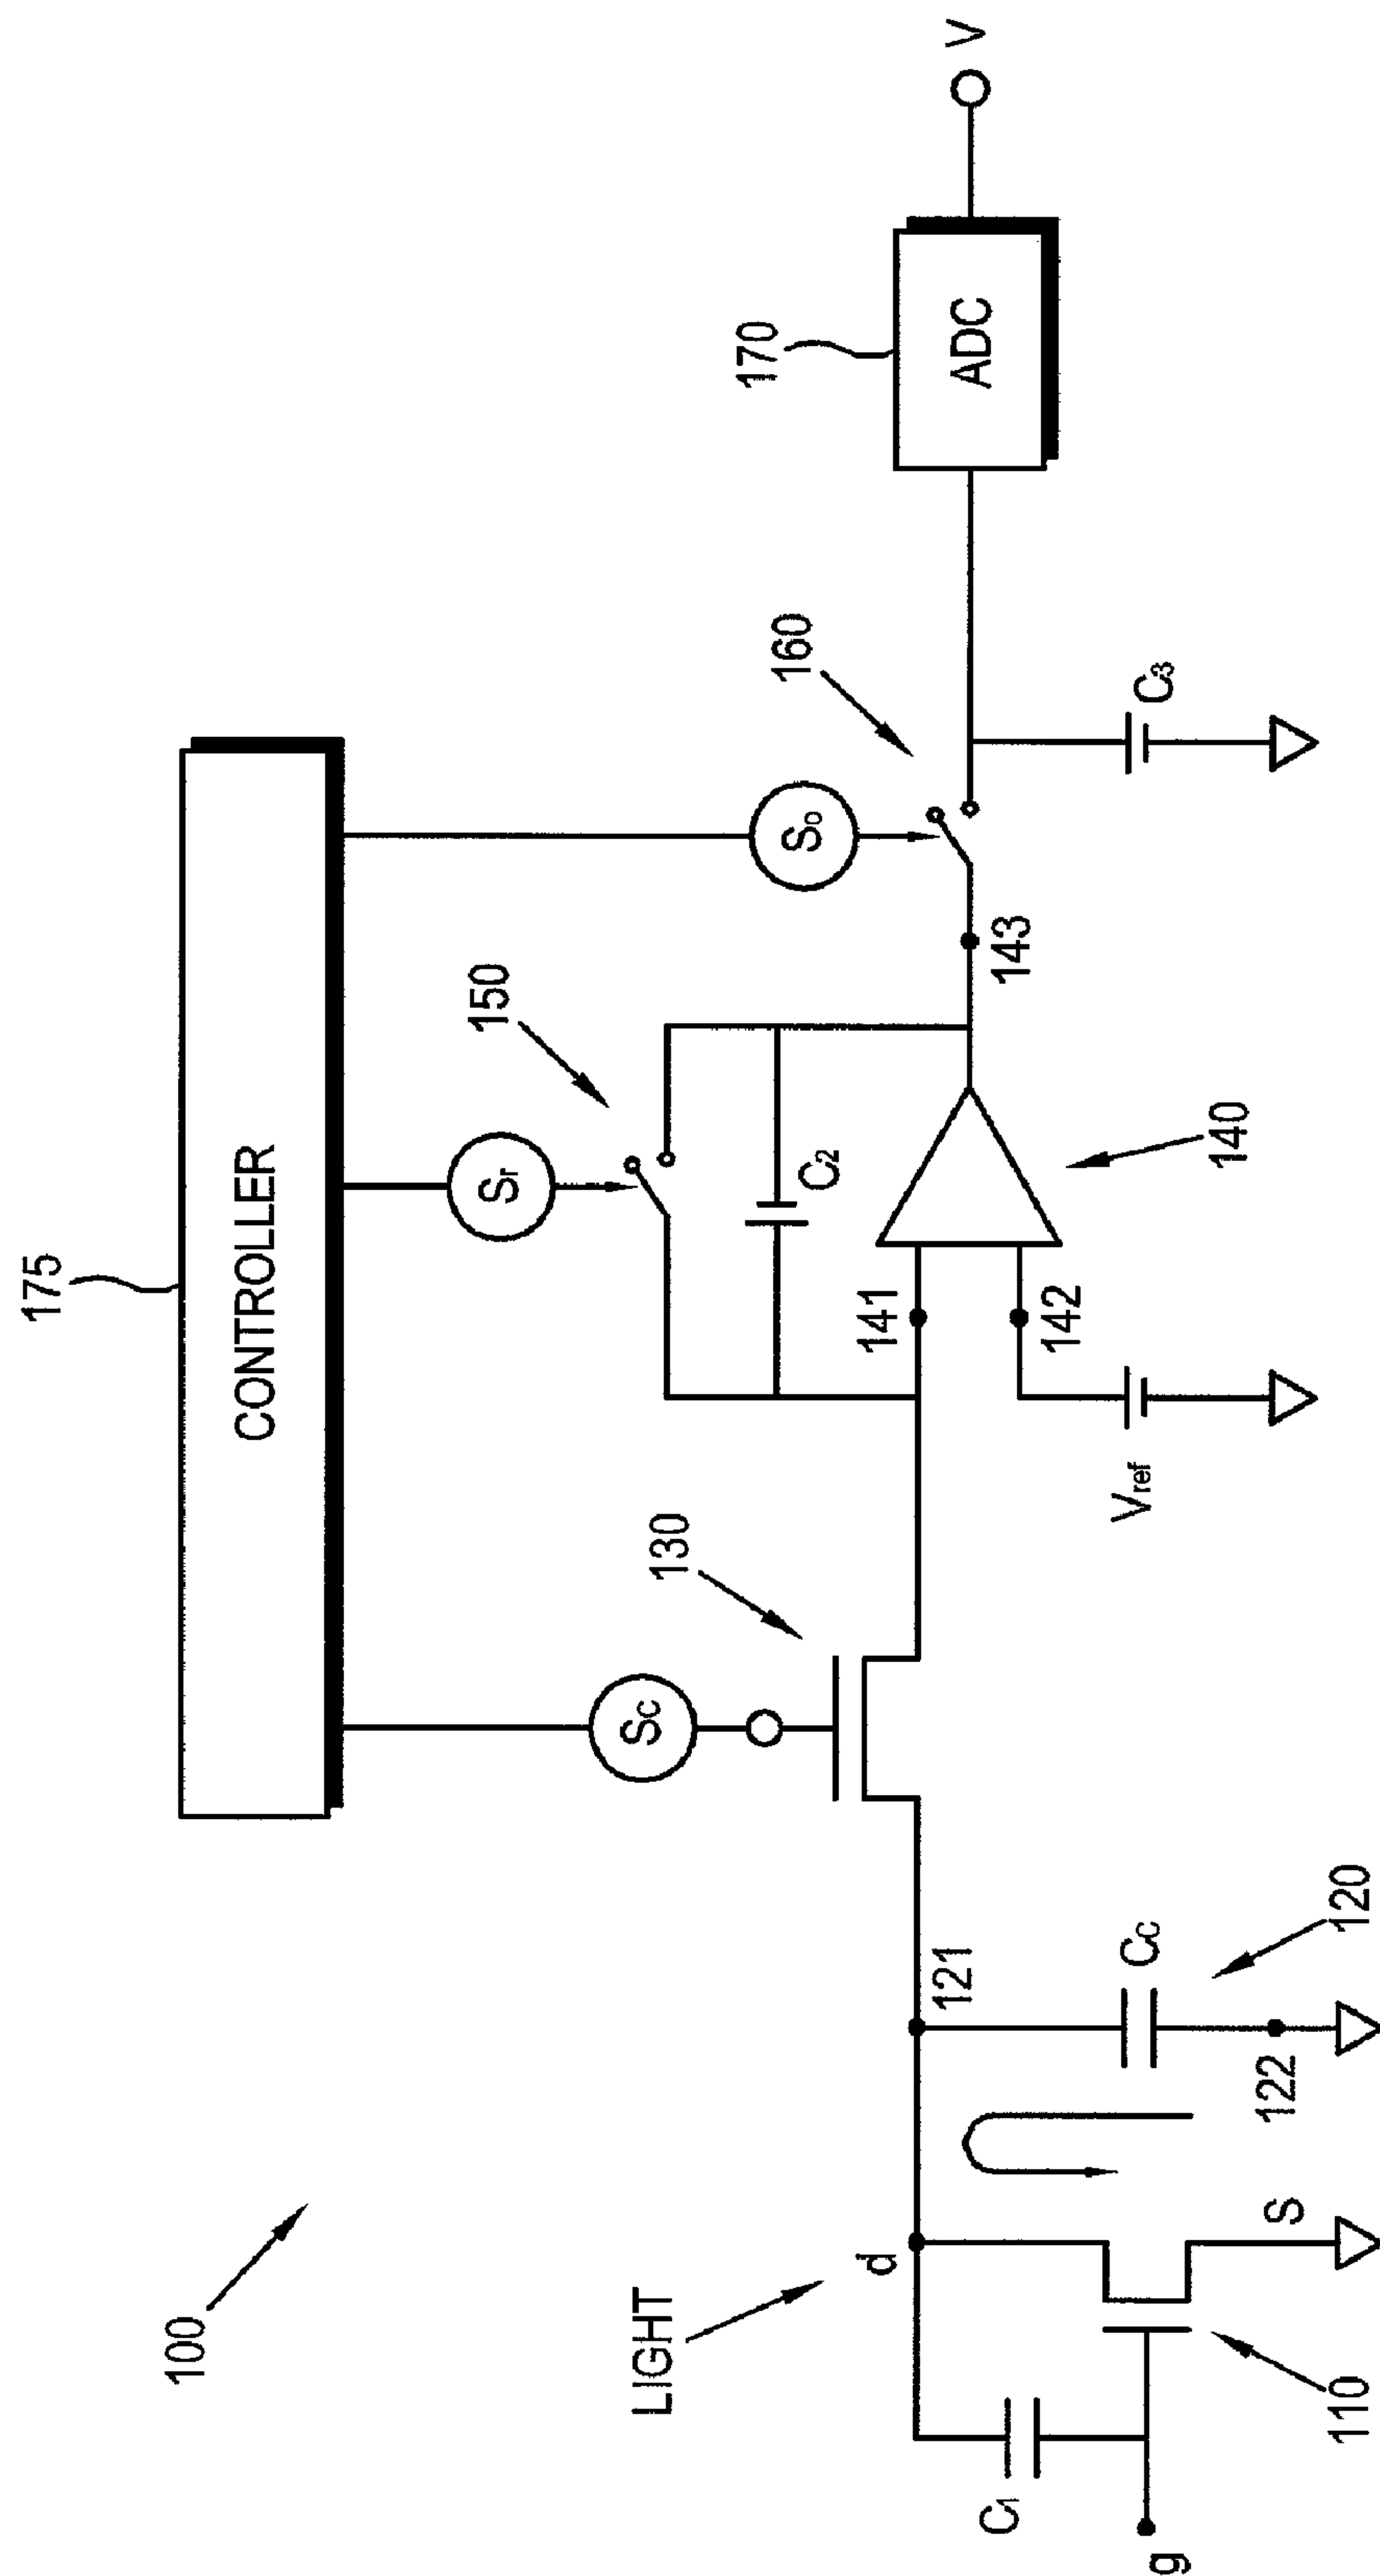 175
CONTROLLER
100
LIGHT
Sc
Sr
So
130
150
160
170
ADC
V
C₂
d
121
141
142
143
140
C₁
g
110
S
122
Cc
120
Vref
C₃